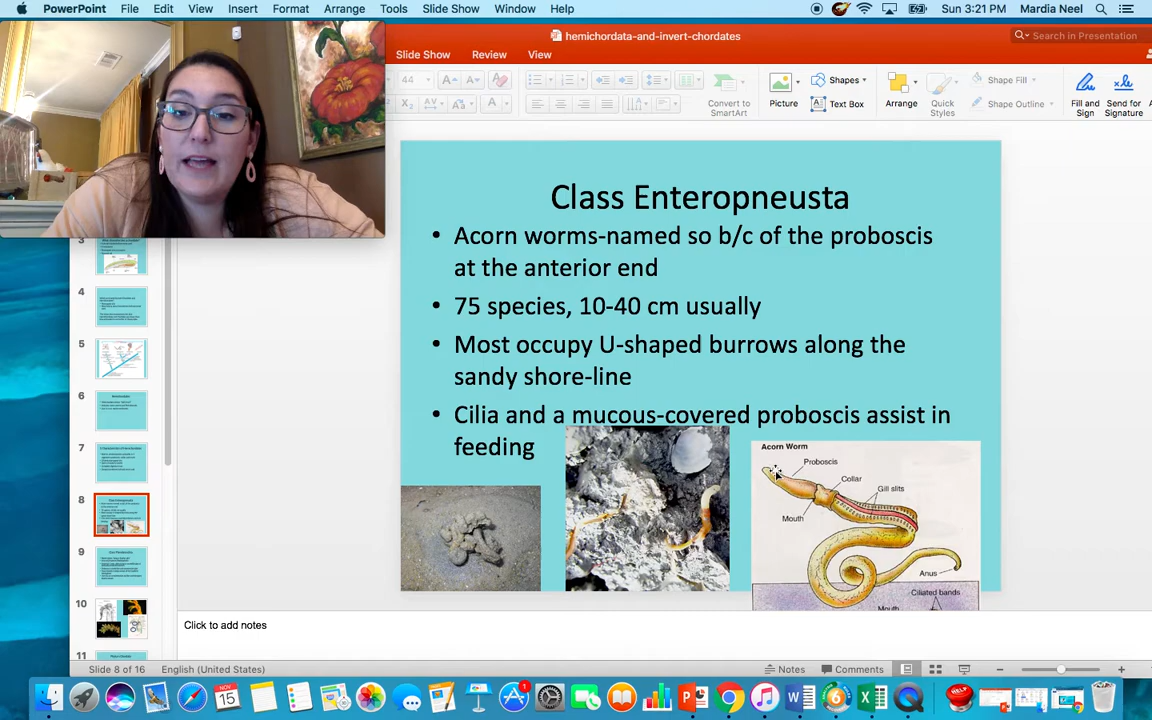 PowerPoint File Edit View Insert Format Arrange Tools Slide Show Window Help
Sun 3:21 PM Mardia Neel
hemichordata-and-invert-chordates
Search in Presentation
Slide Show Review View
44
Convert to SmartArt
Picture
Shapes
Text Box
Arrange
Quick Styles
Shape Fill
Shape Outline
Fill and Sign
Send for Signature
Class Enteropneusta
• Acorn worms-named so b/c of the proboscis
at the anterior end
• 75 species, 10-40 cm usually
• Most occupy U-shaped burrows along the
sandy shore-line
• Cilia and a mucous-covered proboscis assist in
feeding
Acorn Worm
Proboscis
Collar
Gill slits
Mouth
Anus
Ciliated bands
Mouth
3
4
5
6
7
8
9
10
11
Click to add notes
Slide 8 of 16 English (United States)
Notes Comments
NOV
15
1
6
HELP